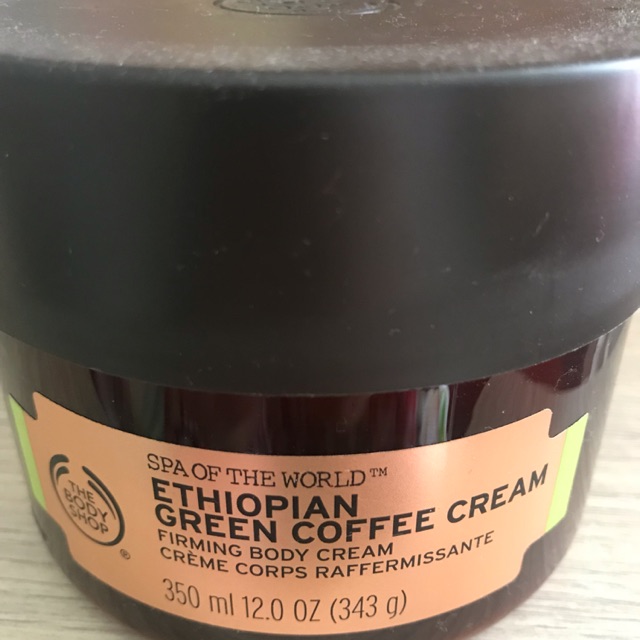 SPA OF THE WORLD™
ETHIOPIAN
GREEN COFFEE CREAM
FIRMING BODY CREAM
CRÈME CORPS RAFFERMISSANTE
350 ml 12.0 OZ (343 g)
THE
BODY
SHOP
®